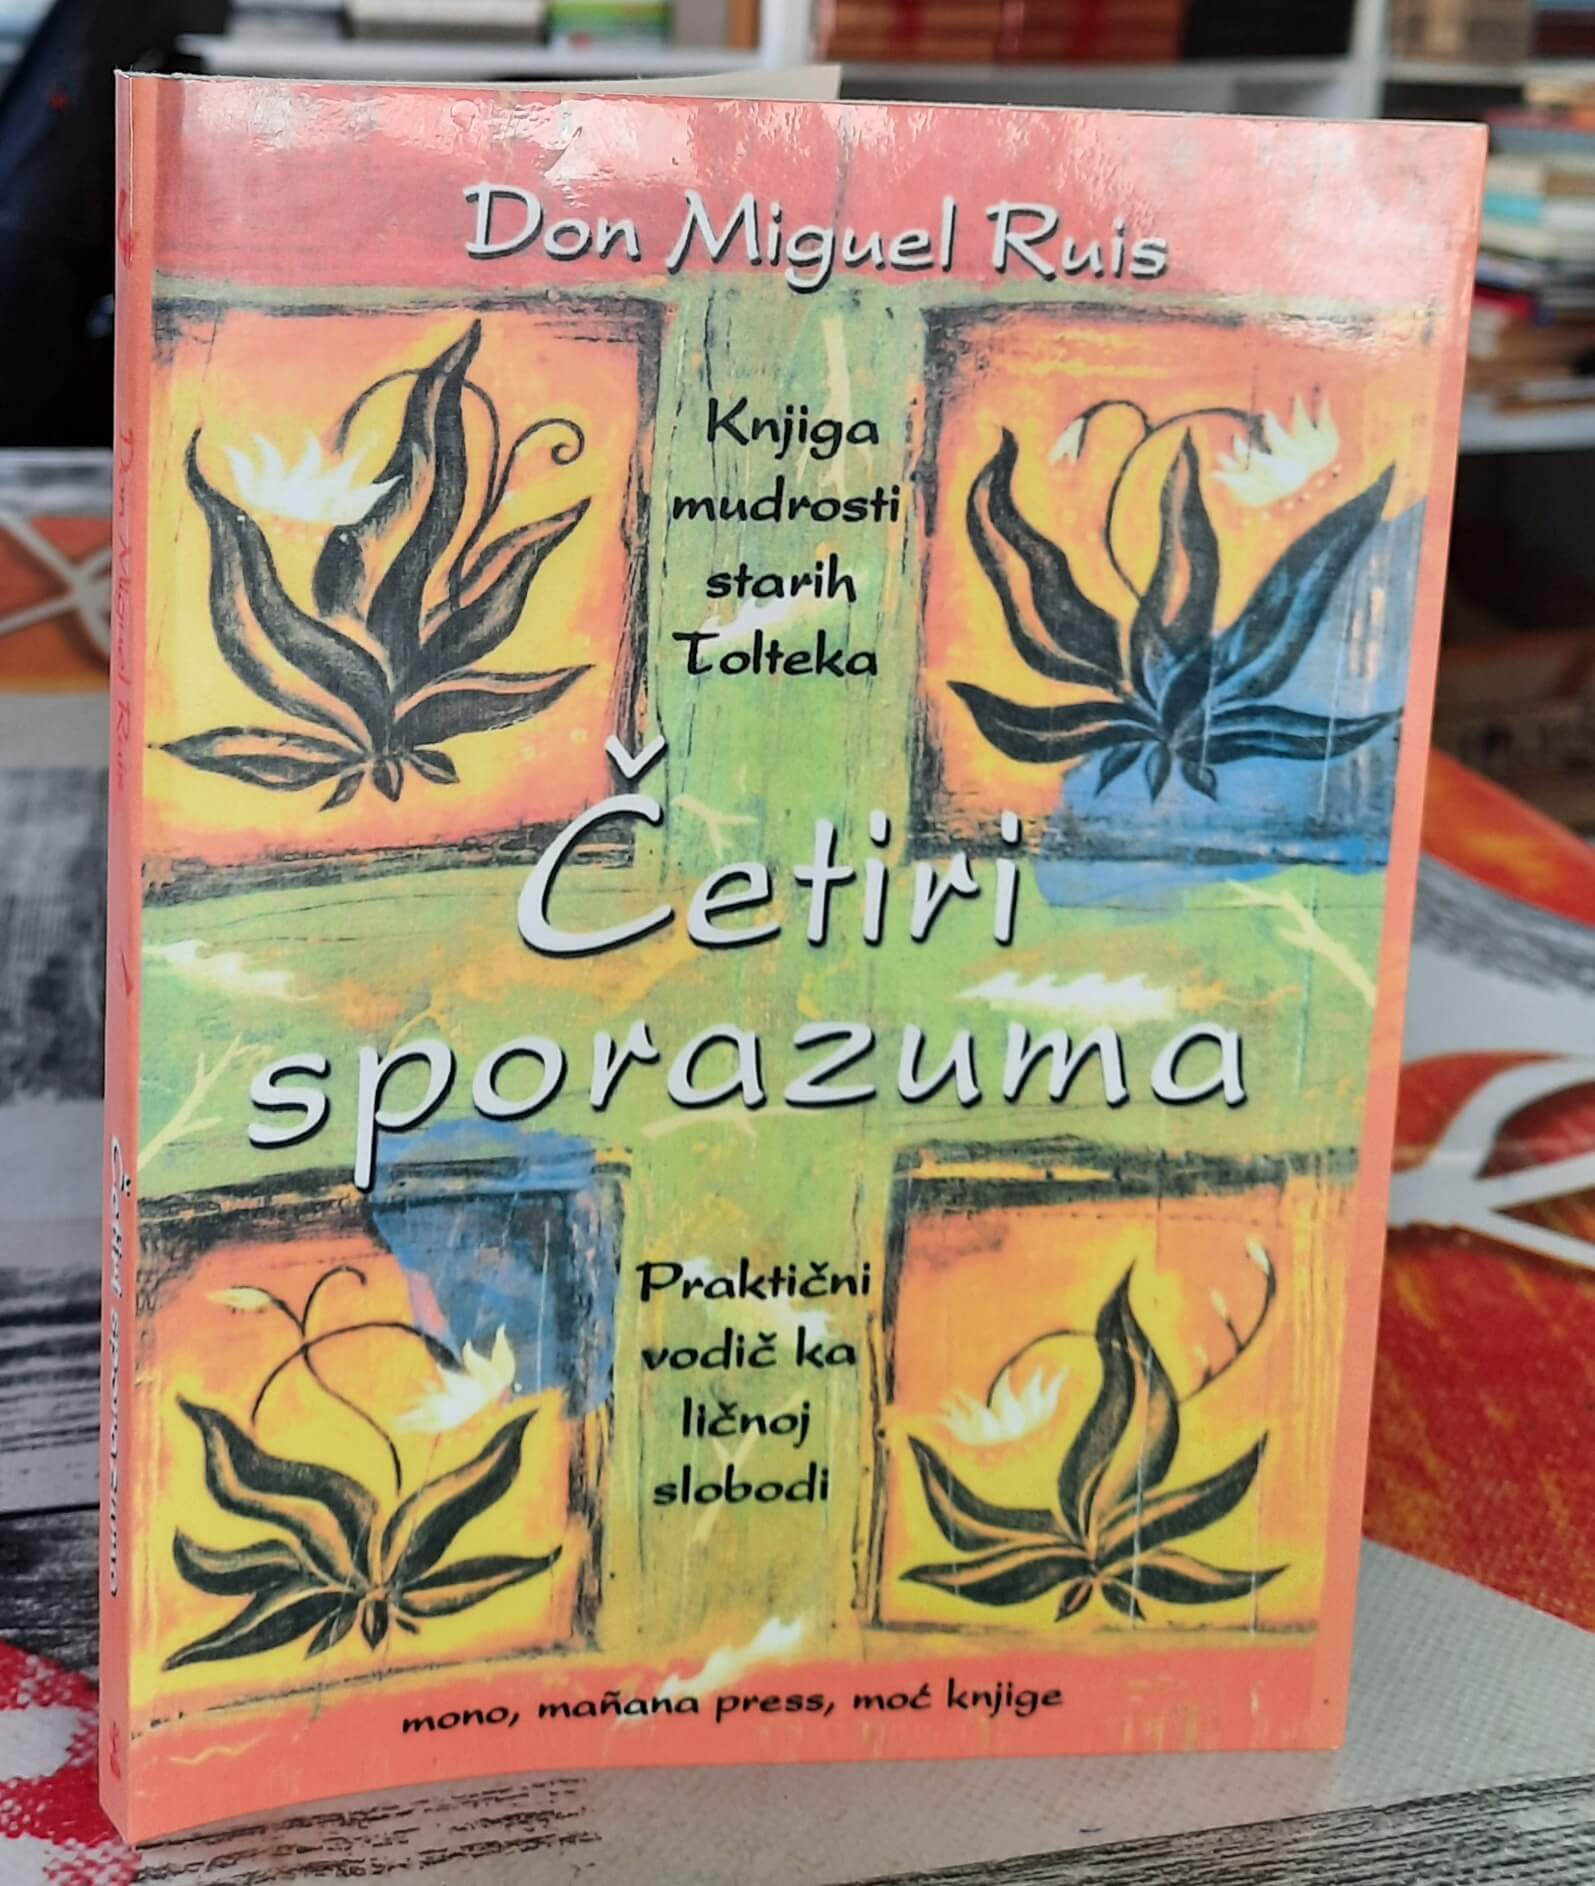 Don Miguel Ruis
Knjiga
mudrosti
starih
Tolteka
Četiri
sporazuma
Praktični
vodič ka
ličnoj
slobodi
mono, mañana press, moć knjige
Don Miguel Ruis / Četiri sporazuma